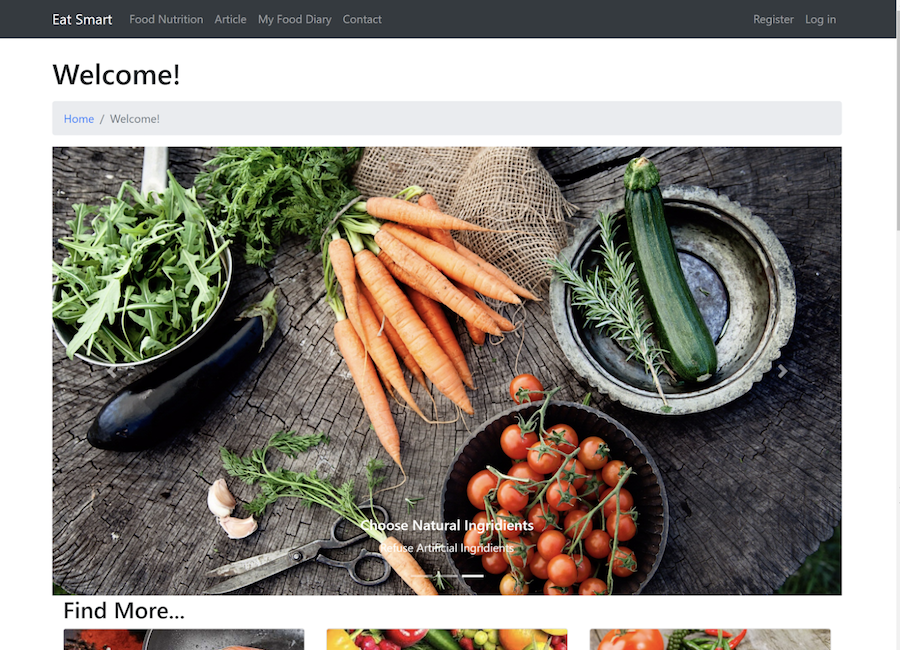 Eat Smart Food Nutrition Article My Food Diary Contact Register Log in
Welcome!
Home / Welcome!
Choose Natural Ingridients
Refuse Artificial Ingridients
Find More...